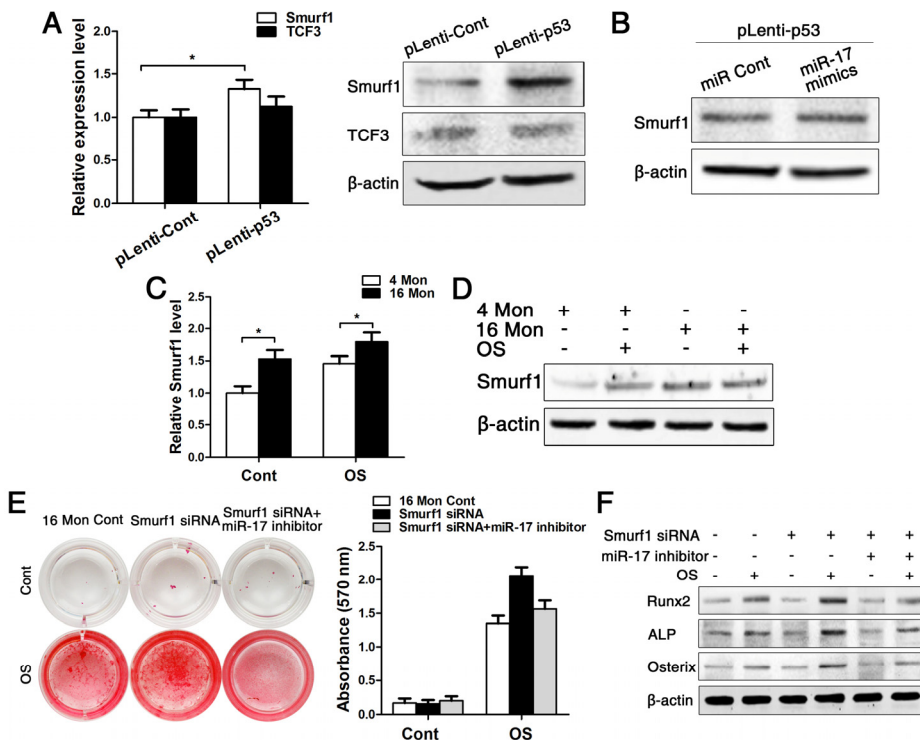 A
Smurf1
TCF3
Relative expression level
2.0
1.5
1.0
0.5
0.0
*
pLenti-Cont
pLenti-p53
pLenti-Cont
pLenti-p53
Smurf1
TCF3
β-actin
B
pLenti-p53
miR Cont
miR-17
mimics
Smurf1
β-actin
C
4 Mon
16 Mon
Relative Smurf1 level
2.5
2.0
1.5
1.0
0.5
0.0
*
*
Cont
OS
D
4 Mon + + - -
16 Mon - - + +
OS - + - +
Smurf1
β-actin
E
16 Mon Cont
Smurf1 siRNA
Smurf1 siRNA+
miR-17 inhibitor
Cont
OS
16 Mon Cont
Smurf1 siRNA
Smurf1 siRNA+miR-17 inhibitor
Absorbance (570 nm)
2.5
2.0
1.5
1.0
0.5
0.0
Cont
OS
F
Smurf1 siRNA - - + + + +
miR-17 inhibitor - - - - + +
OS - + - + - +
Runx2
ALP
Osterix
β-actin